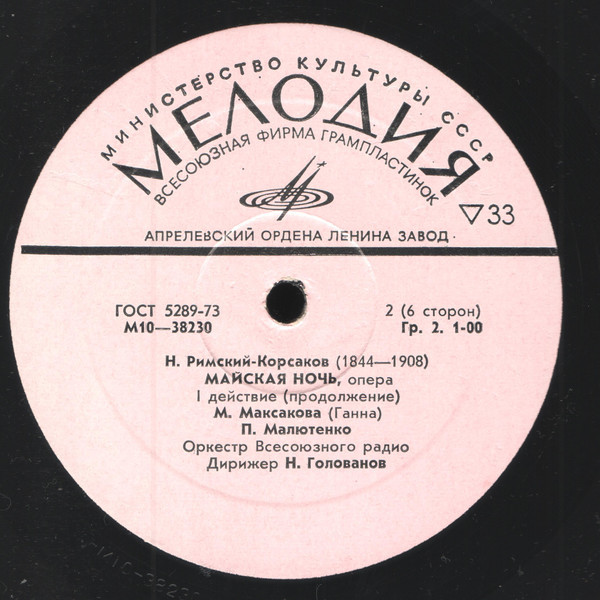 МИНИСТЕРСТВО КУЛЬТУРЫ СССР
МЕЛОДИЯ
ВСЕСОЮЗНАЯ ФИРМА ГРАМПЛАСТИНОК
▽33
АПРЕЛЕВСКИЙ ОРДЕНА ЛЕНИНА ЗАВОД
ГОСТ 5289-73
М10—38230
2 (6 сторон)
Гр. 2. 1-00
Н. Римский-Корсаков (1844—1908)
МАЙСКАЯ НОЧЬ, опера
I действие (продолжение)
М. Максакова (Ганна)
П. Малютенко
Оркестр Всесоюзного радио
Дирижер Н. Голованов